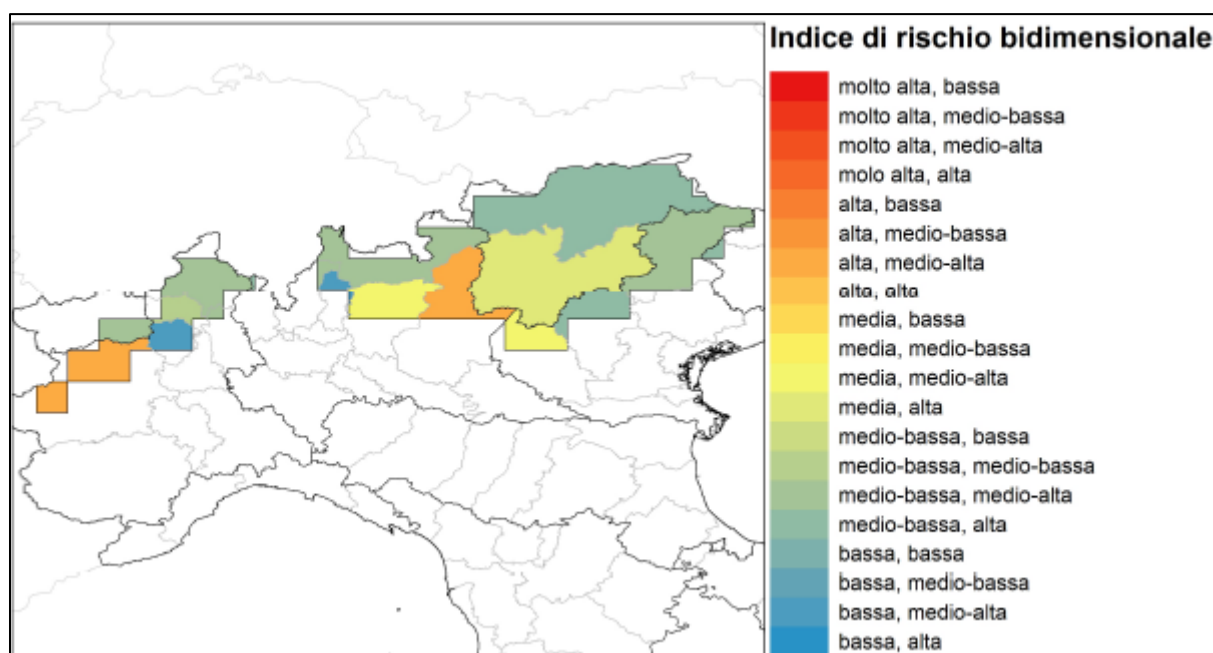 Indice di rischio bidimensionale
molto alta, bassa
molto alta, medio-bassa
molto alta, medio-alta
molo alta, alta
alta, bassa
alta, medio-bassa
alta, medio-alta
alta, alta
media, bassa
media, medio-bassa
media, medio-alta
media, alta
medio-bassa, bassa
medio-bassa, medio-bassa
medio-bassa, medio-alta
medio-bassa, alta
bassa, bassa
bassa, medio-bassa
bassa, medio-alta
bassa, alta